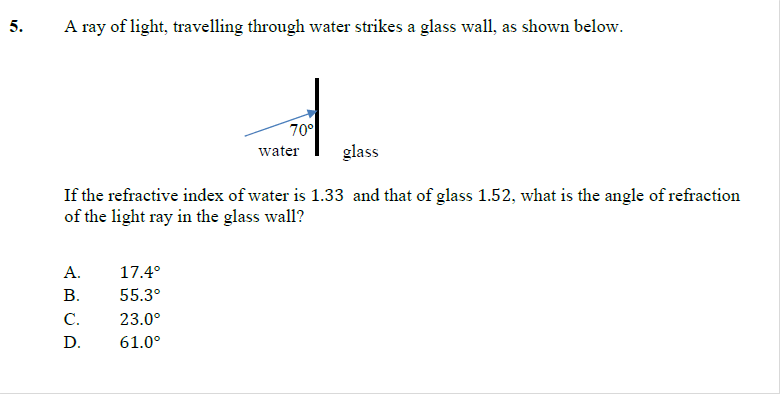 5. A ray of light, travelling through water strikes a glass wall, as shown below.
70°
water glass
If the refractive index of water is 1.33 and that of glass 1.52, what is the angle of refraction
of the light ray in the glass wall?
A. 17.4°
B. 55.3°
C. 23.0°
D. 61.0°